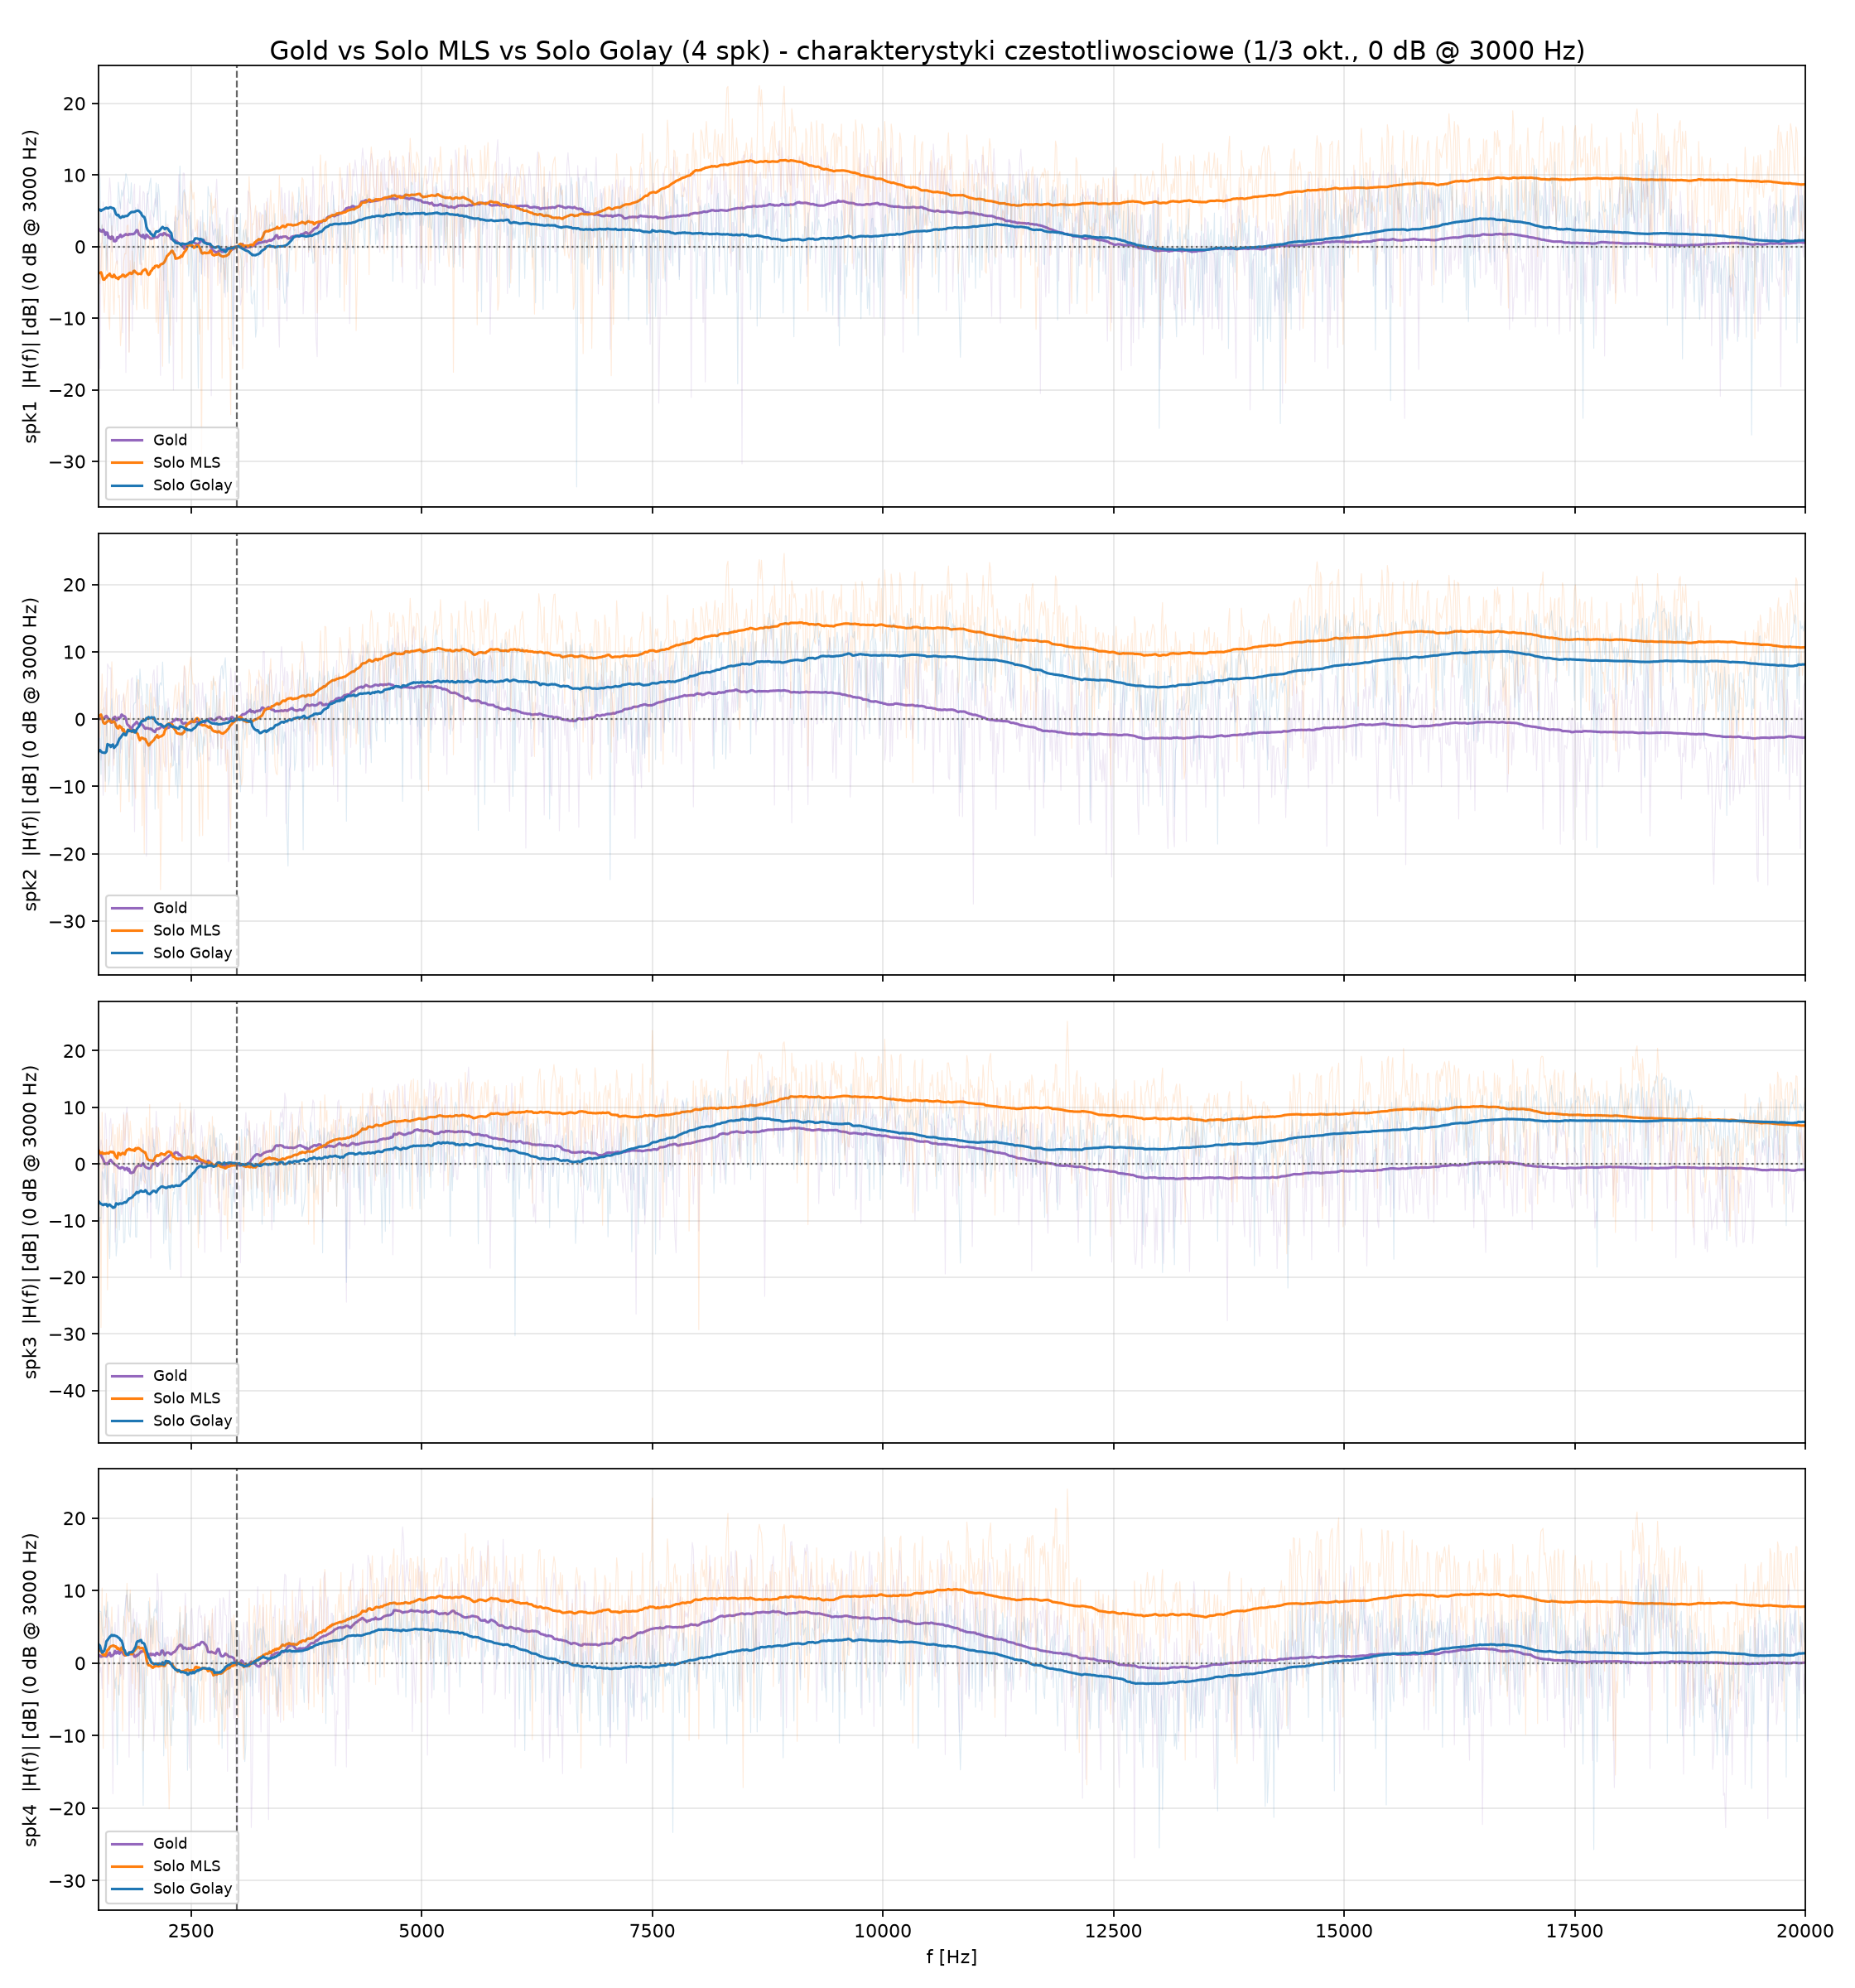 Gold vs Solo MLS vs Solo Golay (4 spk) - charakterystyki czestotliwosciowe (1/3 okt., 0 dB @ 3000 Hz)
spk1 |H(f)| [dB] (0 dB @ 3000 Hz)
20
10
0
−10
−20
−30
Gold
Solo MLS
Solo Golay
spk2 |H(f)| [dB] (0 dB @ 3000 Hz)
20
10
0
−10
−20
−30
Gold
Solo MLS
Solo Golay
spk3 |H(f)| [dB] (0 dB @ 3000 Hz)
20
10
0
−10
−20
−30
−40
Gold
Solo MLS
Solo Golay
spk4 |H(f)| [dB] (0 dB @ 3000 Hz)
20
10
0
−10
−20
−30
Gold
Solo MLS
Solo Golay
2500 5000 7500 10000 12500 15000 17500 20000
f [Hz]